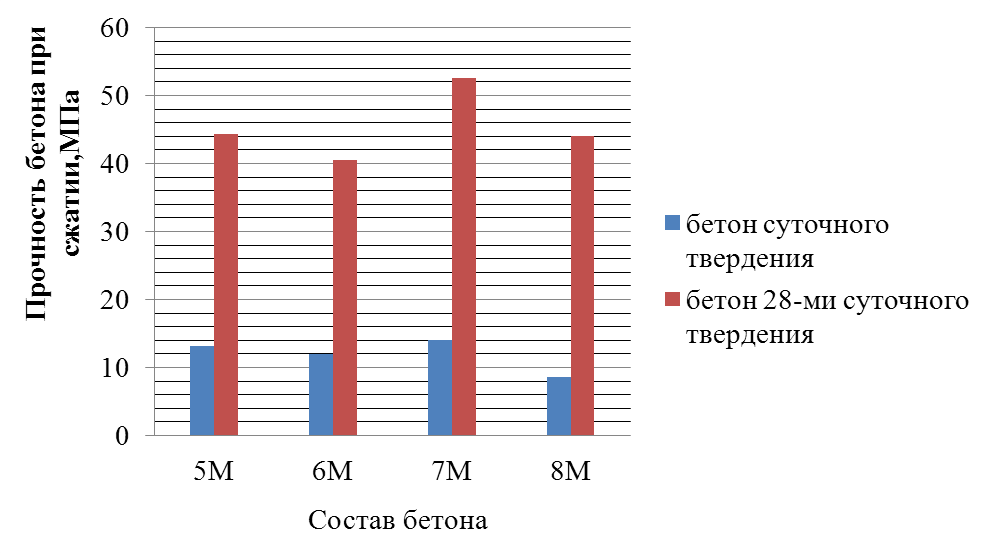 Прочность бетона при
сжатии,МПа
60
50
40
30
20
10
0
5М
6М
7М
8М
Состав бетона
бетон суточного
твердения
бетон 28-ми суточного
твердения